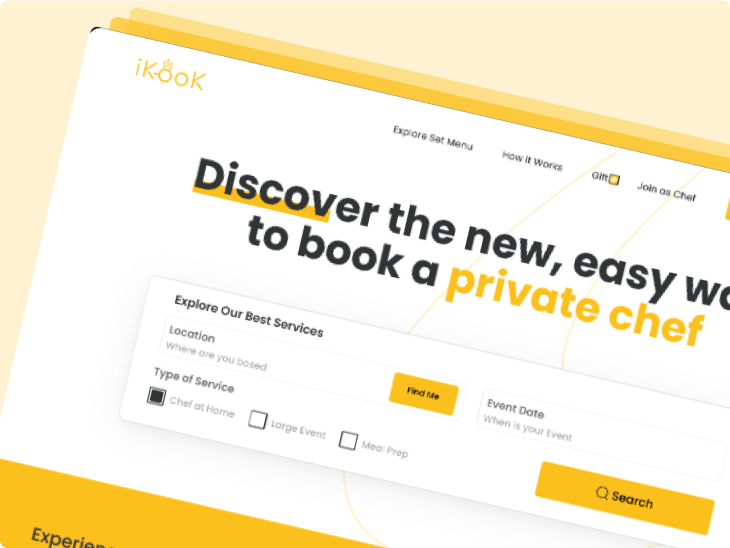 iKooK
Explore Set Menu
How it Works
Gift
Join as Chef
Discover the new, easy wa
to book a private chef
Explore Our Best Services
Location
Where are you based
Find Me
Event Date
When is your Event
Type of Service
Chef at Home
Large Event
Meal Prep
Search
Experien